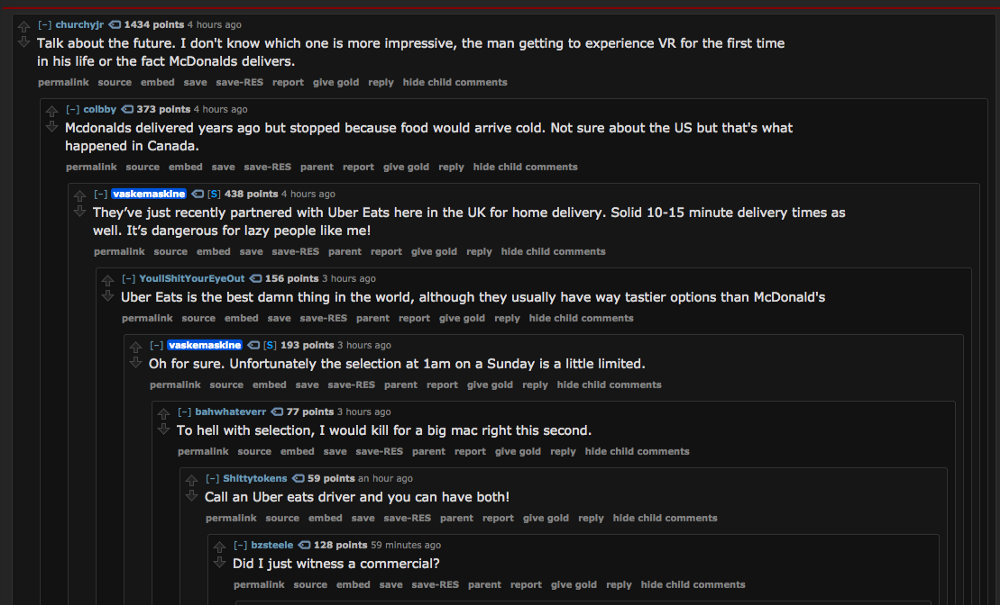 [–] churchyjr 1434 points 4 hours ago
Talk about the future. I don't know which one is more impressive, the man getting to experience VR for the first time
in his life or the fact McDonalds delivers.
permalink source embed save save-RES report give gold reply hide child comments
[–] colbby 373 points 4 hours ago
Mcdonalds delivered years ago but stopped because food would arrive cold. Not sure about the US but that's what
happened in Canada.
permalink source embed save save-RES parent report give gold reply hide child comments
[–] vaskemaskine [S] 438 points 4 hours ago
They’ve just recently partnered with Uber Eats here in the UK for home delivery. Solid 10-15 minute delivery times as
well. It’s dangerous for lazy people like me!
permalink source embed save save-RES parent report give gold reply hide child comments
[–] YoullShitYourEyeOut 156 points 3 hours ago
Uber Eats is the best damn thing in the world, although they usually have way tastier options than McDonald's
permalink source embed save save-RES parent report give gold reply hide child comments
[–] vaskemaskine [S] 193 points 3 hours ago
Oh for sure. Unfortunately the selection at 1am on a Sunday is a little limited.
permalink source embed save save-RES parent report give gold reply hide child comments
[–] bahwhateverr 77 points 3 hours ago
To hell with selection, I would kill for a big mac right this second.
permalink source embed save save-RES parent report give gold reply hide child comments
[–] Shittytokens 59 points an hour ago
Call an Uber eats driver and you can have both!
permalink source embed save save-RES parent report give gold reply hide child comments
[–] bzsteele 128 points 59 minutes ago
Did I just witness a commercial?
permalink source embed save save-RES parent report give gold reply hide child comments